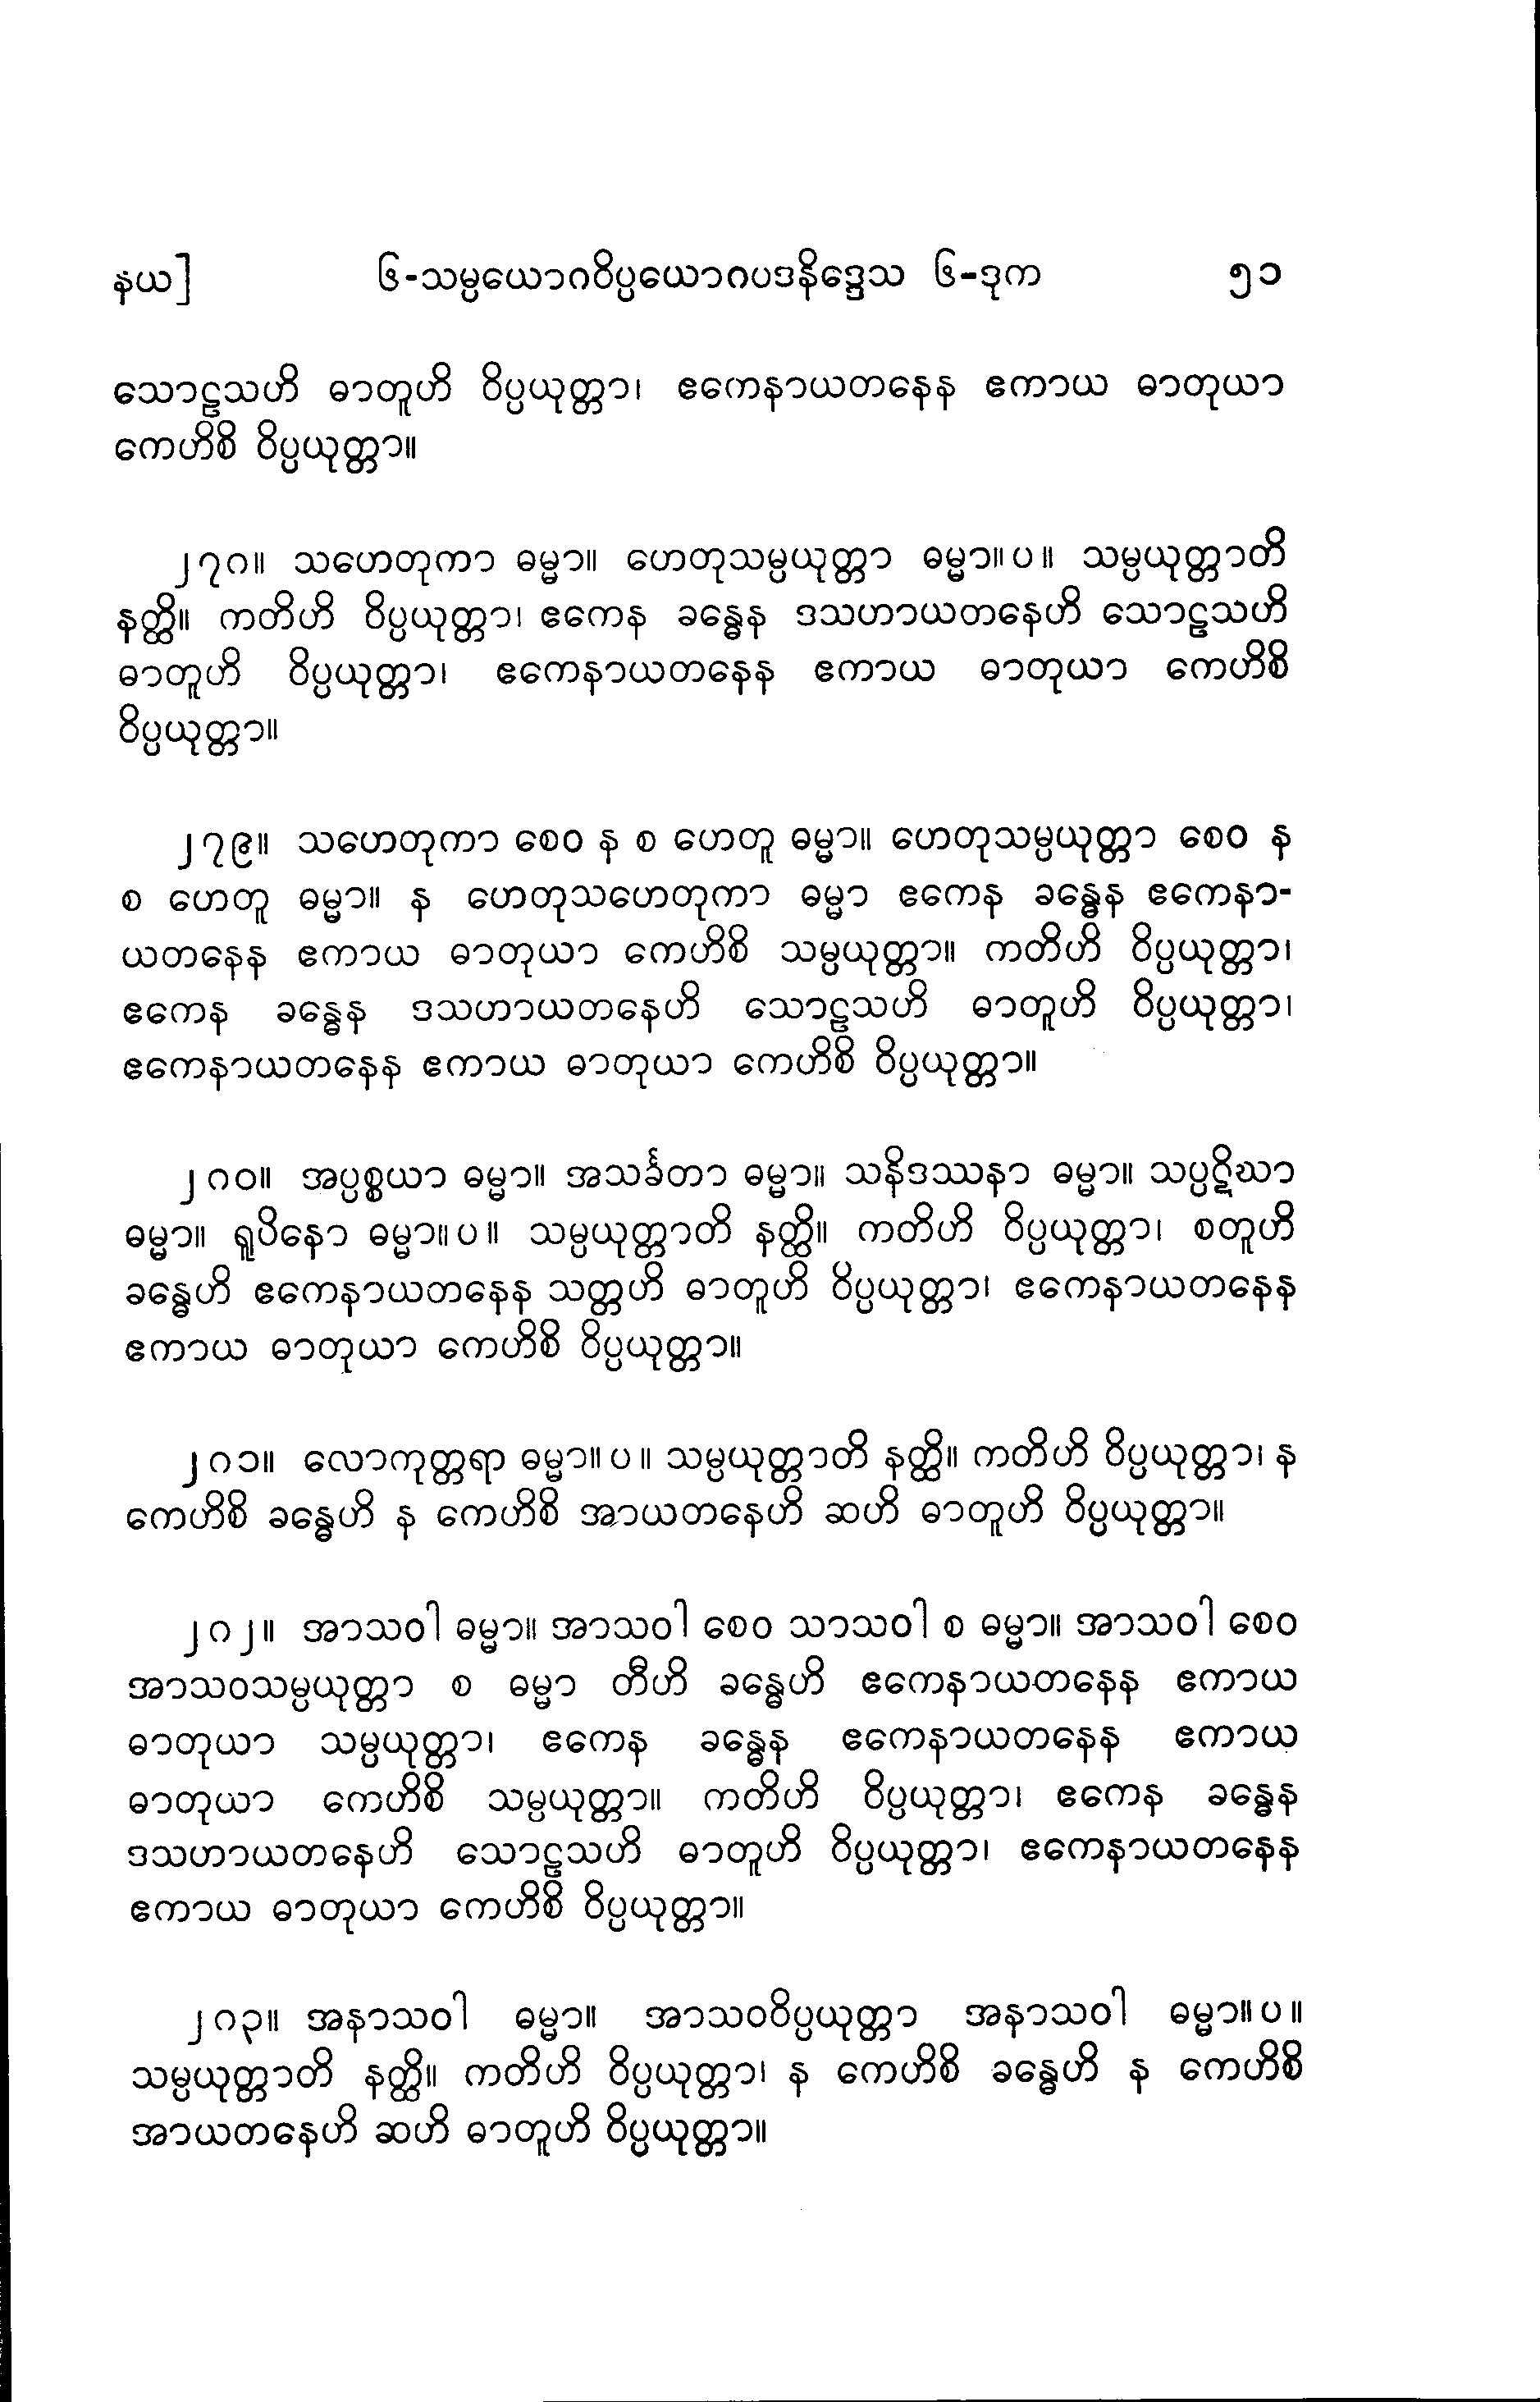 နယ] ၆-သမ္ပယောဂဝိပ္ပယောဂပဒနိဒ္ဒေသ ၆-ဒုက ၅၁
သောဠသဟိ ဓာတူဟိ ဝိပ္ပယုတ္တာ၊ ဧကေနာယတနေန ဧကာယ ဓာတုယာ
ကေဟိစိ ဝိပ္ပယုတ္တာ။
၂၇၈။ သဟေတုကာ ဓမ္မာ။ ဟေတုသမ္ပယုတ္တာ ဓမ္မာ။ပ။ သမ္ပယုတ္တာတိ
နတ္ထိ။ ကတိဟိ ဝိပ္ပယုတ္တာ၊ ဧကေန ခန္ဓေန ဒသဟာယတနေဟိ သောဠသဟိ
ဓာတူဟိ ဝိပ္ပယုတ္တာ၊ ဧကေနာယတနေန ဧကာယ ဓာတုယာ ကေဟိစိ
ဝိပ္ပယုတ္တာ။
၂၇၉။ သဟေတုကာ စေဝ န စ ဟေတူ ဓမ္မာ။ ဟေတုသမ္ပယုတ္တာ စေဝ န
စ ဟေတူ ဓမ္မာ။ န ဟေတုသဟေတုကာ ဓမ္မာ ဧကေန ခန္ဓေန ဧကေနာ-
ယတနေန ဧကာယ ဓာတုယာ ကေဟိစိ သမ္ပယုတ္တာ။ ကတိဟိ ဝိပ္ပယုတ္တာ၊
ဧကေန ခန္ဓေန ဒသဟာယတနေဟိ သောဠသဟိ ဓာတူဟိ ဝိပ္ပယုတ္တာ၊
ဧကေနာယတနေန ဧကာယ ဓာတုယာ ကေဟိစိ ဝိပ္ပယုတ္တာ။
၂၈၀။ အပ္ပစ္စယာ ဓမ္မာ။ အသင်္ခတာ ဓမ္မာ။ သနိဒဿနာ ဓမ္မာ။ သပ္ပဋိဃာ
ဓမ္မာ။ ရူပိနော ဓမ္မာ။ပ။ သမ္ပယုတ္တာတိ နတ္ထိ။ ကတိဟိ ဝိပ္ပယုတ္တာ၊ စတူဟိ
ခန္ဓေဟိ ဧကေနာယတနေန သတ္တဟိ ဓာတူဟိ ဝိပ္ပယုတ္တာ၊ ဧကေနာယတနေန
ဧကာယ ဓာတုယာ ကေဟိစိ ဝိပ္ပယုတ္တာ။
၂၈၁။ လောကုတ္တရာ ဓမ္မာ။ပ။ သမ္ပယုတ္တာတိ နတ္ထိ။ ကတိဟိ ဝိပ္ပယုတ္တာ၊ န
ကေဟိစိ ခန္ဓေဟိ န ကေဟိစိ အာယတနေဟိ ဆဟိ ဓာတူဟိ ဝိပ္ပယုတ္တာ။
၂၈၂။ အာသဝါ ဓမ္မာ။ အာသဝါ စေဝ သာသဝါ စ ဓမ္မာ။ အာသဝါ စေဝ
အာသဝသမ္ပယုတ္တာ စ ဓမ္မာ တီဟိ ခန္ဓေဟိ ဧကေနာယတနေန ဧကာယ
ဓာတုယာ သမ္ပယုတ္တာ၊ ဧကေန ခန္ဓေန ဧကေနာယတနေန ဧကာယ
ဓာတုယာ ကေဟိစိ သမ္ပယုတ္တာ။ ကတိဟိ ဝိပ္ပယုတ္တာ၊ ဧကေန ခန္ဓေန
ဒသဟာယတနေဟိ သောဠသဟိ ဓာတူဟိ ဝိပ္ပယုတ္တာ၊ ဧကေနာယတနေန
ဧကာယ ဓာတုယာ ကေဟိစိ ဝိပ္ပယုတ္တာ။
၂၈၃။ အနာသဝါ ဓမ္မာ။ အာသဝဝိပ္ပယုတ္တာ အနာသဝါ ဓမ္မာ။ပ။
သမ္ပယုတ္တာတိ နတ္ထိ။ ကတိဟိ ဝိပ္ပယုတ္တာ၊ န ကေဟိစိ ခန္ဓေဟိ န ကေဟိစိ
အာယတနေဟိ ဆဟိ ဓာတူဟိ ဝိပ္ပယုတ္တာ။